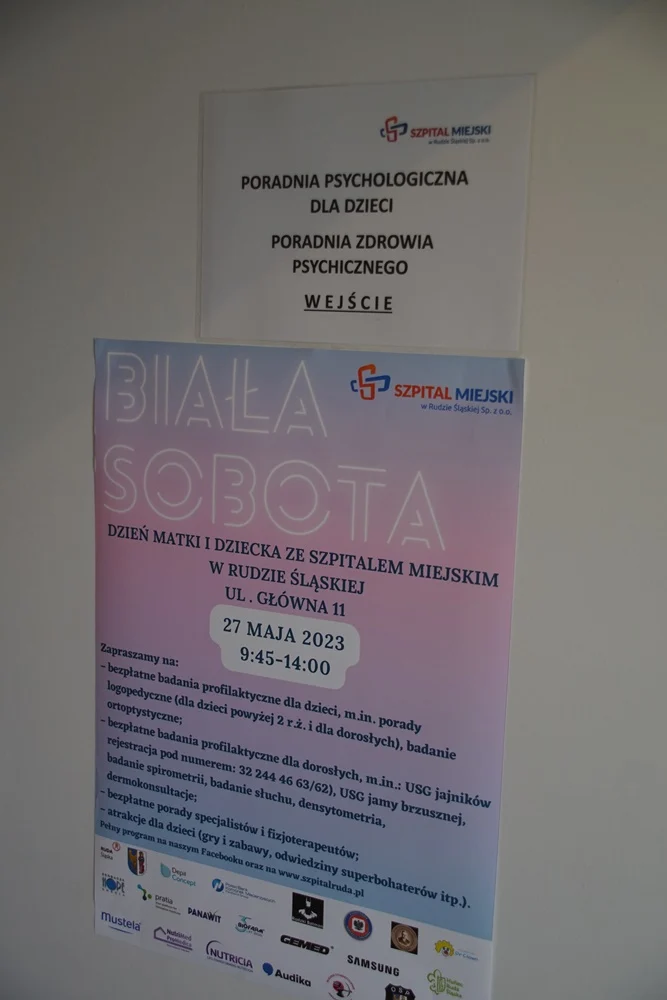 SZPITAL MIEJSKI
w Rudzie Śląskiej Sp. z o.o.
PORADNIA PSYCHOLOGICZNA
DLA DZIECI
PORADNIA ZDROWIA
PSYCHICZNEGO
WEJŚCIE
BIAŁA
SOBOTA
SZPITAL MIEJSKI
w Rudzie Śląskiej Sp. z o.o.
DZIEŃ MATKI I DZIECKA ZE SZPITALEM MIEJSKIM
W RUDZIE ŚLĄSKIEJ
UL . GŁÓWNA 11
27 MAJA 2023
9:45-14:00
Zapraszamy na:
– bezpłatne badania profilaktyczne dla dzieci, m.in. porady
logopedyczne (dla dzieci powyżej 2 r.ż. i dla dorosłych), badanie
ortoptystyczne;
– bezpłatne badania profilaktyczne dla dorosłych, m.in.: USG jajników
rejestracja pod numerem: 32 244 46 63/62), USG jamy brzusznej,
badanie spirometrii, badanie słuchu, densytometria,
dermokonsultacje;
– bezpłatne porady specjalistów i fizjoterapeutów;
– atrakcje dla dzieci (gry i zabawy, odwiedziny superbohaterów itp.).
Pełny program na naszym Facebooku oraz na www.szpitalruda.pl
Depil
Concept
pratia
PANAWIT
GEMED
SAMSUNG
mustela
NutroMed
NUTRICIA
Audika